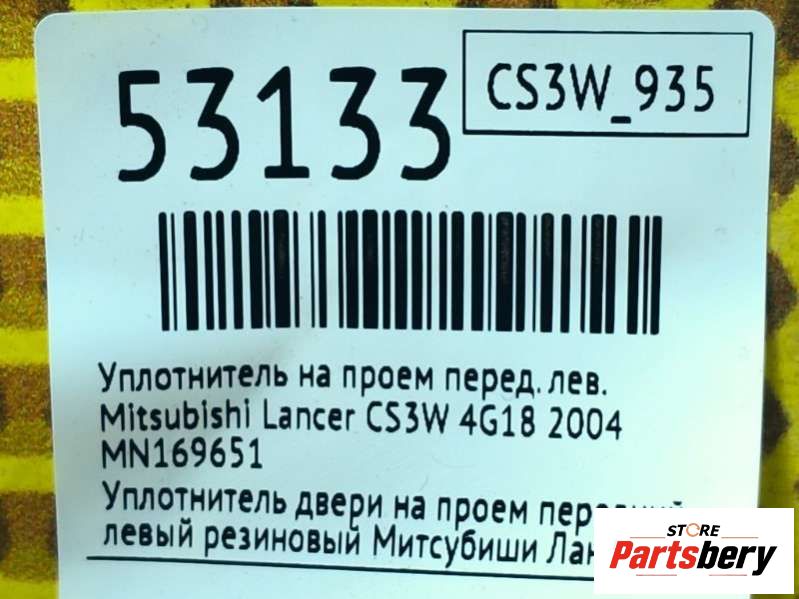 53133
CS3W_935
Уплотнитель на проем перед. лев.
Mitsubishi Lancer CS3W 4G18 2004
MN169651
Уплотнитель двери на проем
левый резиновый Митсубиши
STORE
Partsbery